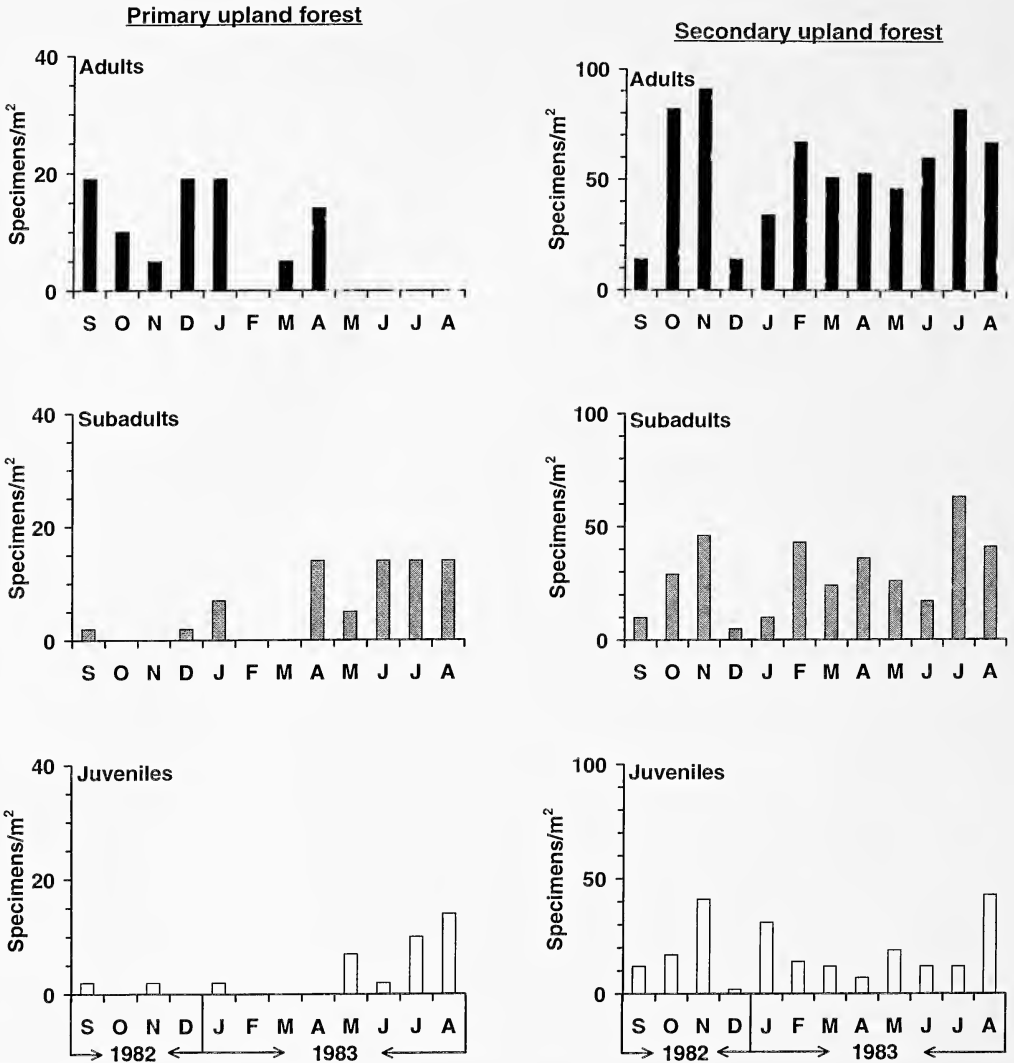 Primary upland forest
Adults
Specimens/m²
40
20
0
S O N D J F M A M J J A
Subadults
Specimens/m²
40
20
0
S O N D J F M A M J J A
Juveniles
Specimens/m²
40
20
0
S O N D J F M A M J J A
1982 1983
Secondary upland forest
Adults
Specimens/m²
100
50
0
S O N D J F M A M J J A
Subadults
Specimens/m²
100
50
0
S O N D J F M A M J J A
Juveniles
Specimens/m²
100
50
0
S O N D J F M A M J J A
1982 1983